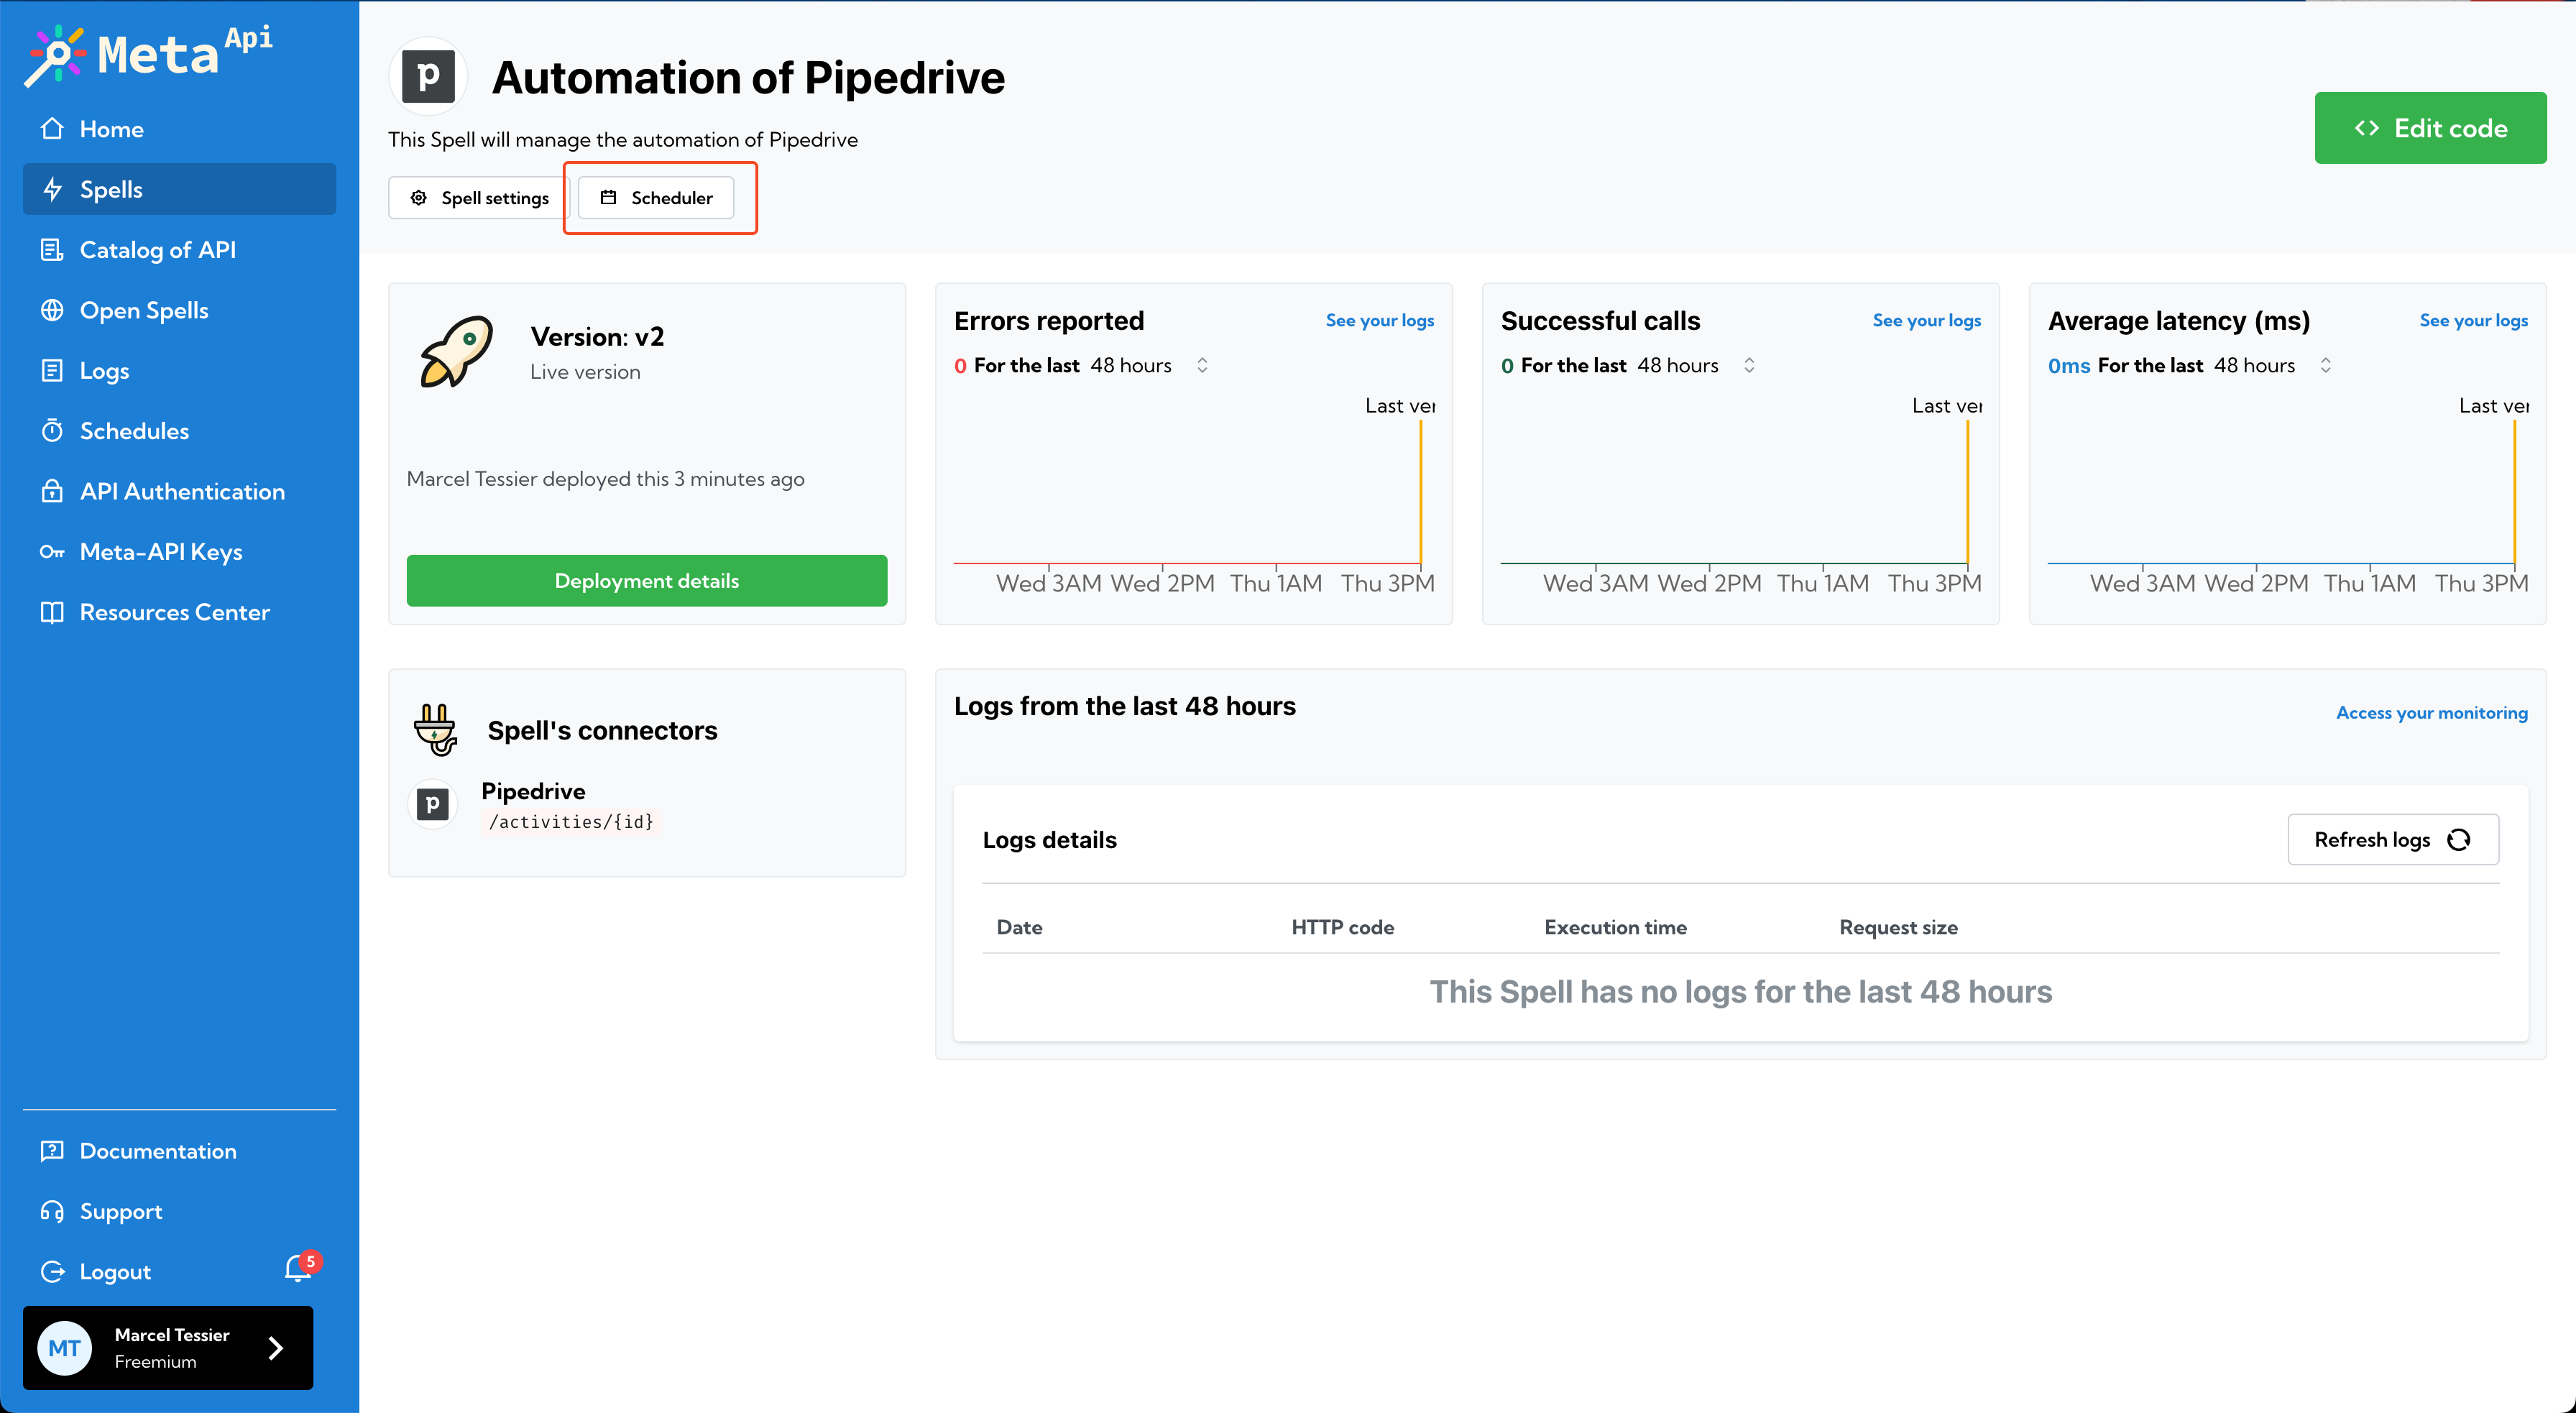 Meta Api
Home
Spells
Catalog of API
Open Spells
Logs
Schedules
API Authentication
Meta-API Keys
Resources Center
Documentation
Support
Logout
5
MT
Marcel Tessier
Freemium
p
Automation of Pipedrive
This Spell will manage the automation of Pipedrive
Spell settings
Scheduler
<> Edit code
Version: v2
Live version
Marcel Tessier deployed this 3 minutes ago
Deployment details
Errors reported
See your logs
0 For the last 48 hours
Last ver
Wed 3AM Wed 2PM Thu 1AM Thu 3PM
Successful calls
See your logs
0 For the last 48 hours
Last ver
Wed 3AM Wed 2PM Thu 1AM Thu 3PM
Average latency (ms)
See your logs
0ms For the last 48 hours
Last ver
Wed 3AM Wed 2PM Thu 1AM Thu 3PM
Spell's connectors
p
Pipedrive
/activities/{id}
Logs from the last 48 hours
Access your monitoring
Logs details
Refresh logs
Date HTTP code Execution time Request size
This Spell has no logs for the last 48 hours